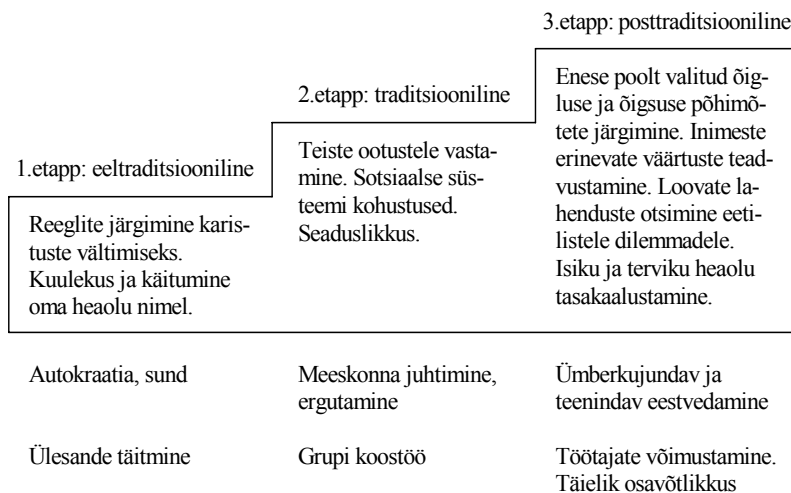 3.etapp: posttraditsiooniline
Enese poolt valitud õig-
luse ja õigsuse põhimõ-
tete järgimine. Inimeste
erinevate väärtuste tead-
vustamine. Loovate la-
henduste otsimine eeti-
listele dilemmadele.
Isiku ja terviku heaolu
tasakaalustamine.
2.etapp: traditsiooniline
Teiste ootustele vasta-
mine. Sotsiaalse süs-
teemi kohustused.
Seaduslikkus.
1.etapp: eeltraditsiooniline
Reeglite järgimine karis-
tuste vältimiseks.
Kuulekus ja käitumine
oma heaolu nimel.
Autokraatia, sund
Meeskonna juhtimine,
ergutamine
Ümberkujundav ja
teenindav eestvedamine
Ülesande täitmine
Grupi koostöö
Töötajate võimustamine.
Täielik osavõtlikkus